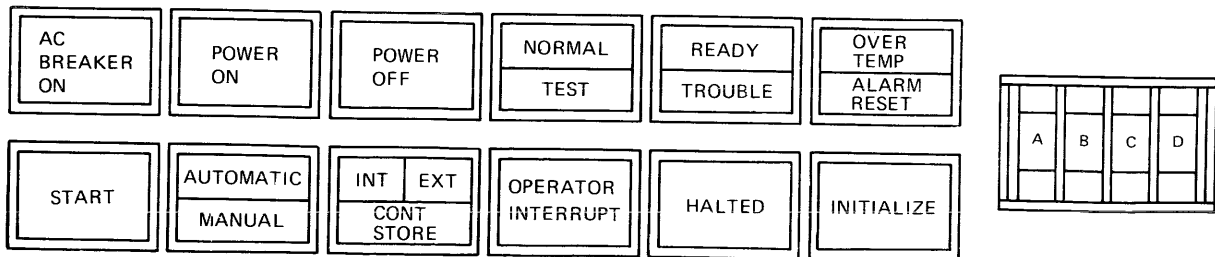 AC
BREAKER
ON
POWER
ON
POWER
OFF
NORMAL
TEST
READY
TROUBLE
OVER
TEMP
ALARM
RESET
A B C D
START
AUTOMATIC
MANUAL
INT EXT
CONT
STORE
OPERATOR
INTERRUPT
HALTED
INITIALIZE